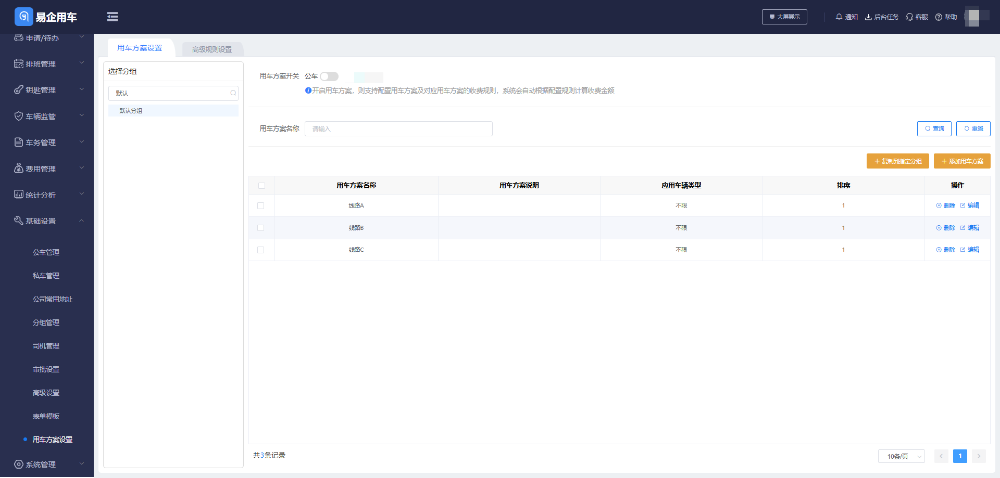 易企用车
大屏展示
通知
后台任务
客服
帮助
申请/待办
排班管理
钥匙管理
车辆监管
车务管理
费用管理
统计分析
基础设置
公车管理
私车管理
公司常用地址
分组管理
司机管理
审批设置
高级设置
表单模板
用车方案设置
系统管理
用车方案设置
高级规则设置
选择分组
默认
默认分组
用车方案开关 公车
开启用车方案，则支持配置用车方案及对应用车方案的收费规则，系统会自动根据配置规则计算收费金额
用车方案名称 请输入
查询
重置
复制到指定分组
添加用车方案
用车方案名称 用车方案说明 应用车辆类型 排序 操作
线路A 不限 1 删除 编辑
线路B 不限 1 删除 编辑
线路C 不限 1 删除 编辑
共3条记录
10条/页
1